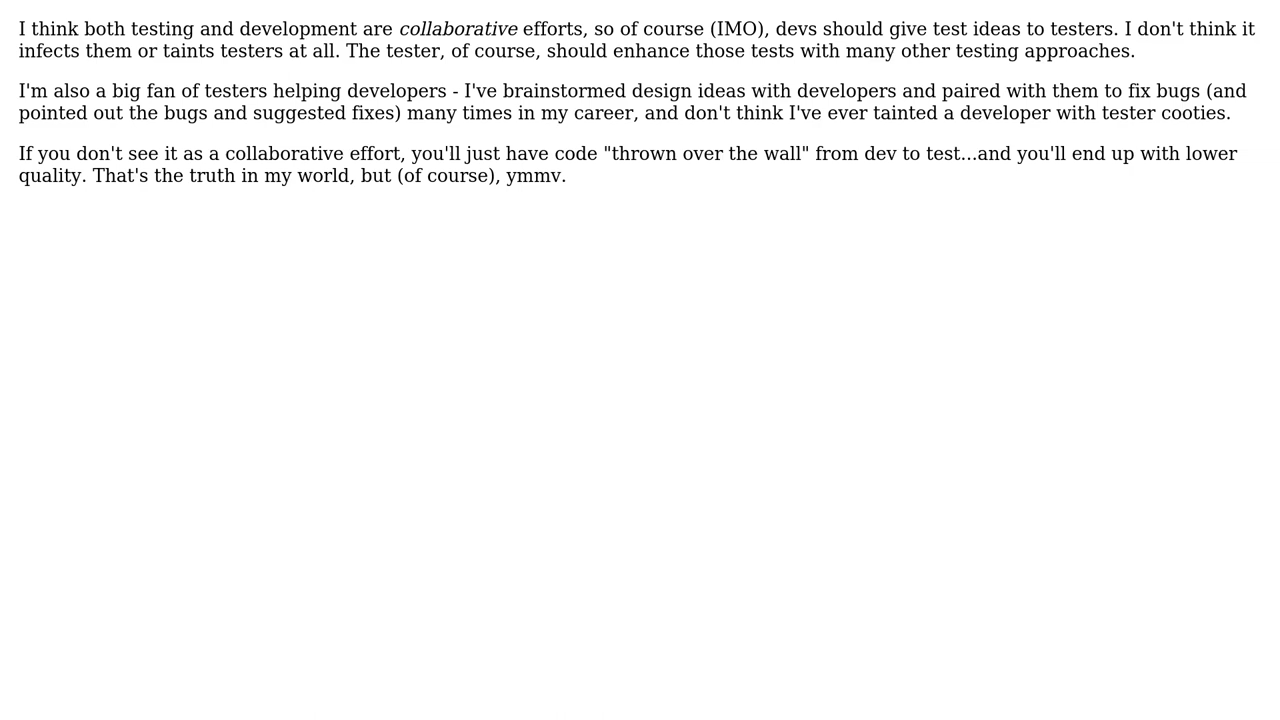 I think both testing and development are collaborative efforts, so of course (IMO), devs should give test ideas to testers. I don't think it
infects them or taints testers at all. The tester, of course, should enhance those tests with many other testing approaches.
I'm also a big fan of testers helping developers - I've brainstormed design ideas with developers and paired with them to fix bugs (and
pointed out the bugs and suggested fixes) many times in my career, and don't think I've ever tainted a developer with tester cooties.
If you don't see it as a collaborative effort, you'll just have code "thrown over the wall" from dev to test...and you'll end up with lower
quality. That's the truth in my world, but (of course), ymmv.